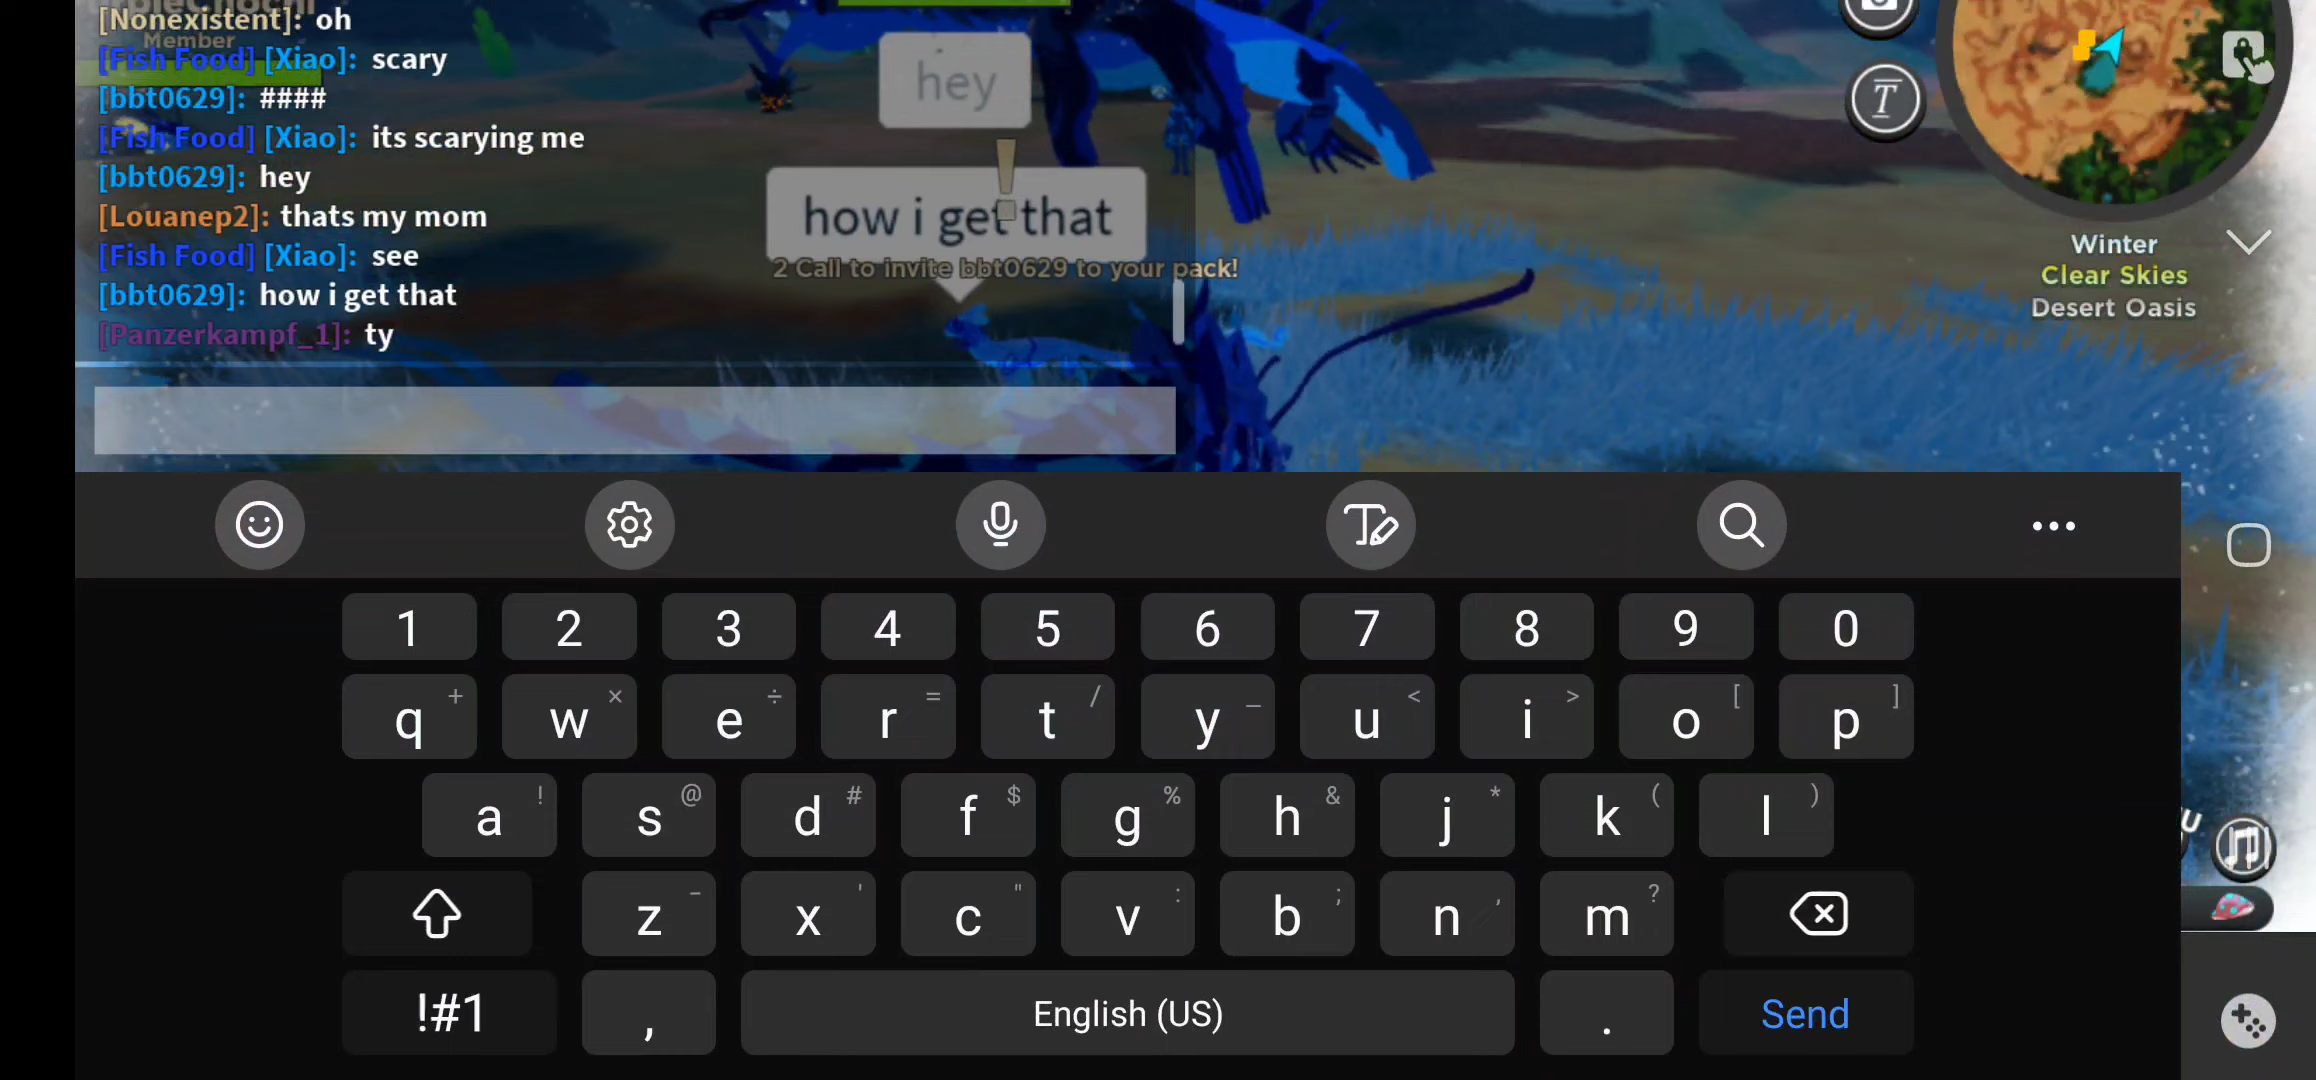 [Nonexistent]: oh
Member
[Fish Food] [Xiao]: scary
[bbt0629]: ####
[Fish Food] [Xiao]: its scarying me
[bbt0629]: hey
[Louanep2]: thats my mom
[Fish Food] [Xiao]: see
[bbt0629]: how i get that
[Panzerkampf_1]: ty
hey
!
how i get that
2 Call to invite bbt0629 to your pack!
T
Winter
Clear Skies
Desert Oasis
1 2 3 4 5 6 7 8 9 0
q + w × e ÷ r = t / y _ u < i > o [ p ]
a ! s @ d # f $ g % h & j * k ( l )
z - x ' c " v : b ; n , m ?
!#1 , English (US) . Send